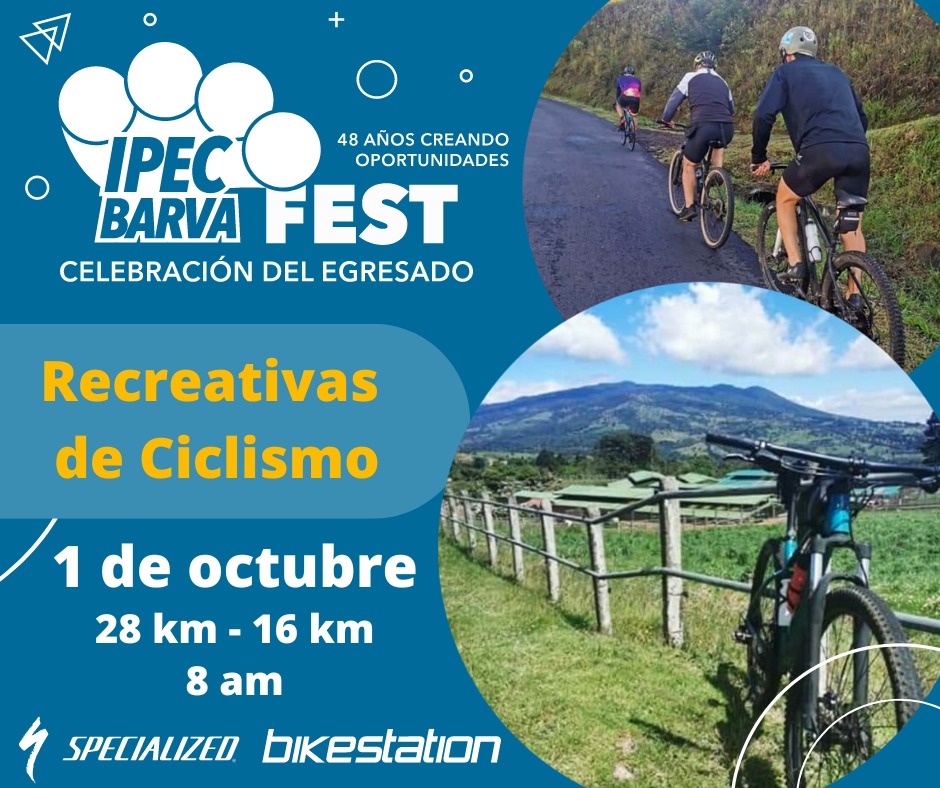 48 AÑOS CREANDO
OPORTUNIDADES
IPEC
BARVA FEST
CELEBRACIÓN DEL EGRESADO
Recreativas
de Ciclismo
1 de octubre
28 km - 16 km
8 am
SPECIALIZED bikestation